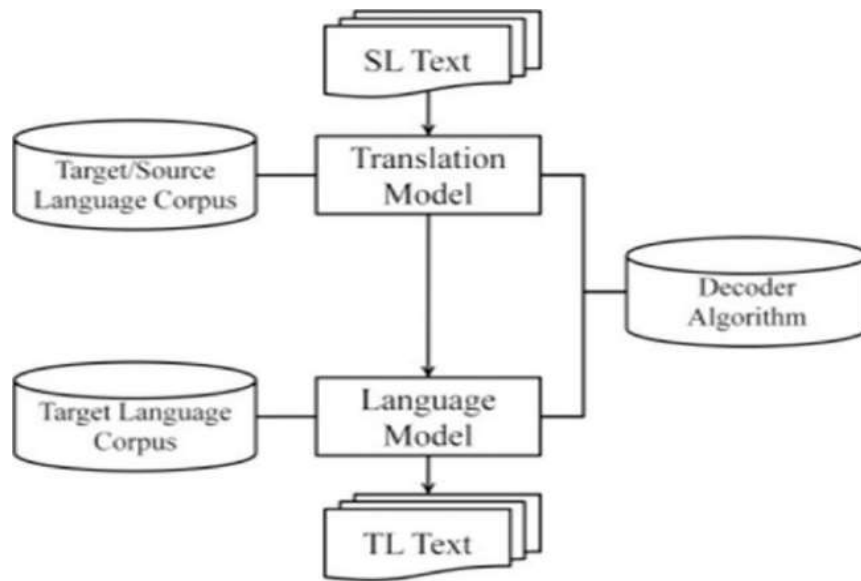 SL Text
Translation
Model
Target/Source
Language Corpus
Decoder
Algorithm
Language
Model
Target Language
Corpus
TL Text